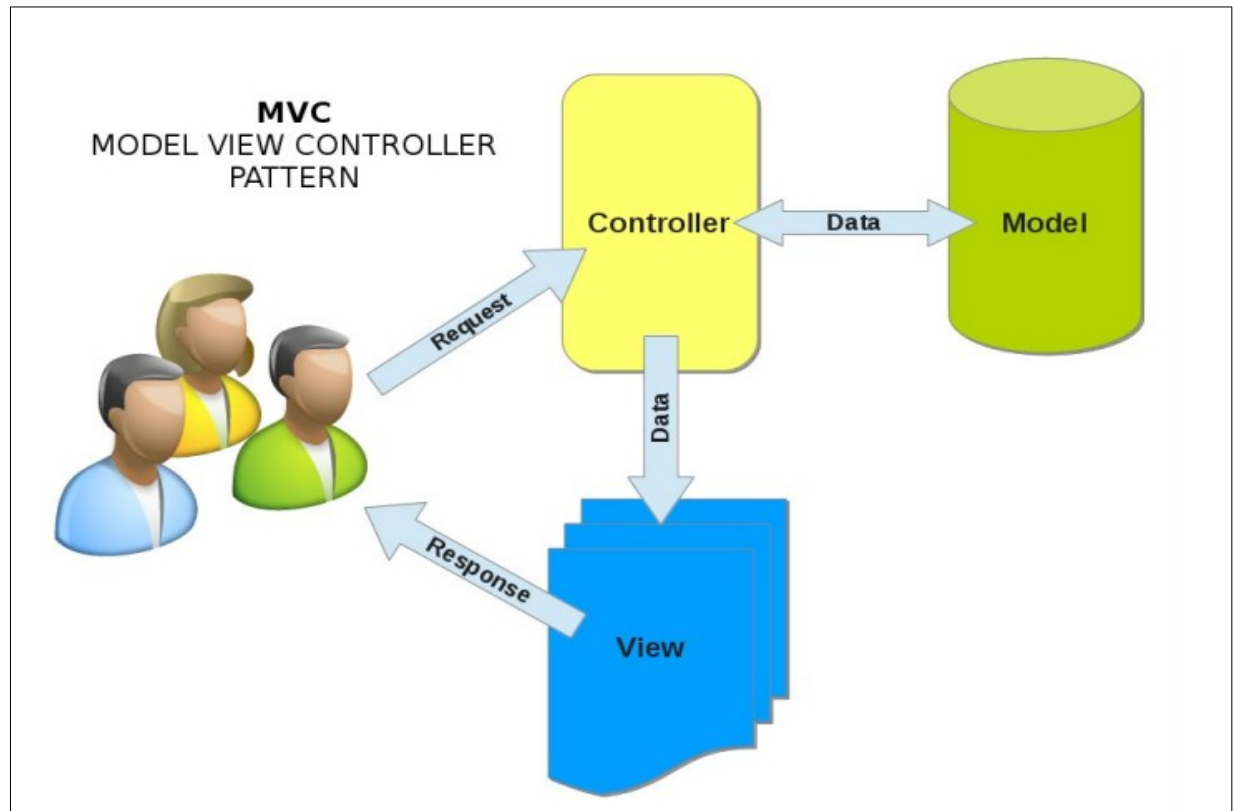 MVC
MODEL VIEW CONTROLLER
PATTERN
Controller
Data
Model
Request
Data
Response
View